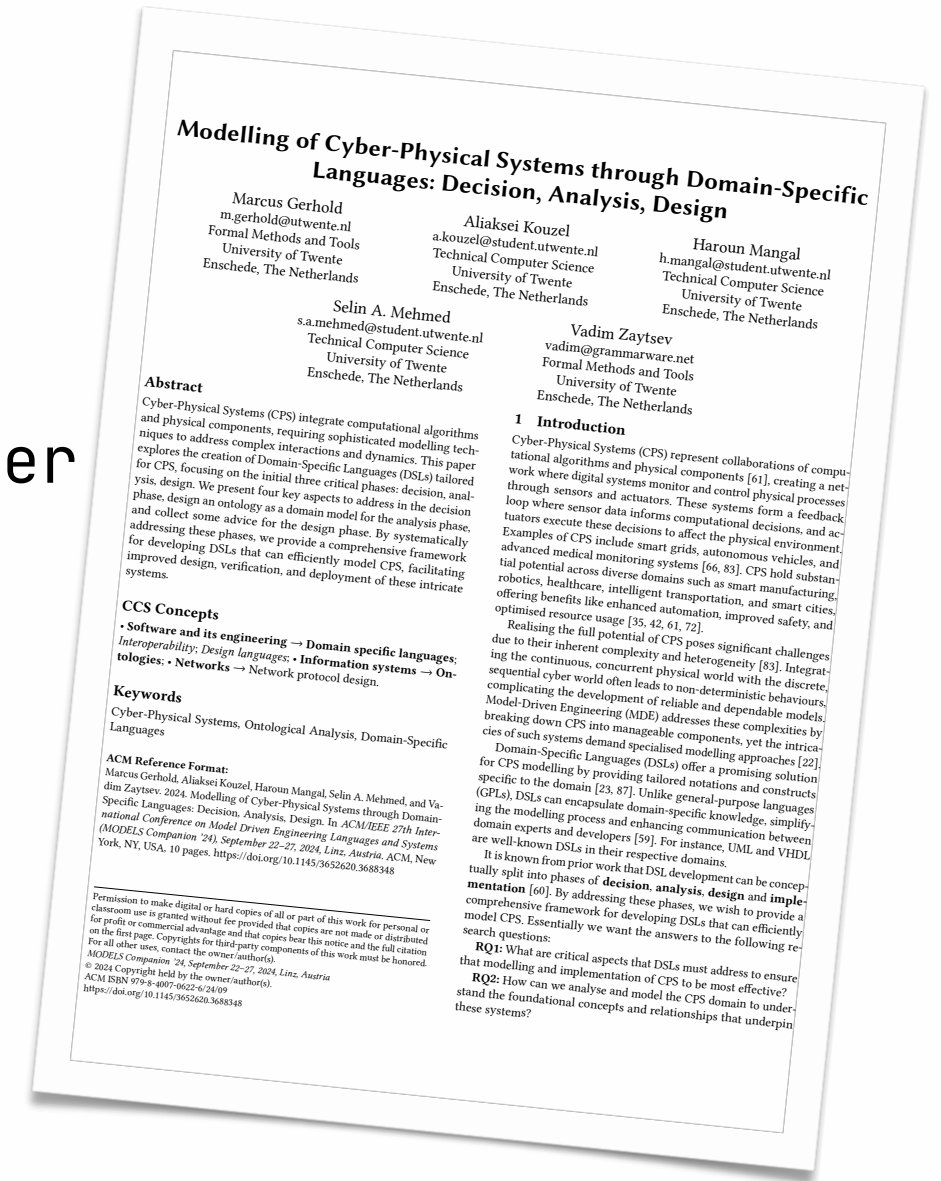 er
Modelling of Cyber-Physical Systems through Domain-Specific
Languages: Decision, Analysis, Design
Marcus Gerhold
m.gerhold@utwente.nl
Formal Methods and Tools
University of Twente
Enschede, The Netherlands
Aliaksei Kouzel
a.kouzel@student.utwente.nl
Technical Computer Science
University of Twente
Enschede, The Netherlands
Haroun Mangal
h.mangal@student.utwente.nl
Technical Computer Science
University of Twente
Enschede, The Netherlands
Selin A. Mehmed
s.a.mehmed@student.utwente.nl
Technical Computer Science
University of Twente
Enschede, The Netherlands
Vadim Zaytsev
vadim@grammarware.net
Formal Methods and Tools
University of Twente
Enschede, The Netherlands
Abstract
Cyber-Physical Systems (CPS) integrate computational algorithms
and physical components, requiring sophisticated modelling tech-
niques to address complex interactions and dynamics. This paper
explores the creation of Domain-Specific Languages (DSLs) tailored
for CPS, focusing on the initial three critical phases: decision, anal-
ysis, design. We present four key aspects to address in the decision
phase, design an ontology as a domain model for the analysis phase,
and collect some advice for the design phase. By systematically
addressing these phases, we provide a comprehensive framework
for developing DSLs that can efficiently model CPS, facilitating
improved design, verification, and deployment of these intricate
systems.
CCS Concepts
• Software and its engineering → Domain specific languages;
Interoperability; Design languages; • Information systems → On-
tologies; • Networks → Network protocol design.
Keywords
Cyber-Physical Systems, Ontological Analysis, Domain-Specific
Languages
ACM Reference Format:
Marcus Gerhold, Aliaksei Kouzel, Haroun Mangal, Selin A. Mehmed, and Va-
dim Zaytsev. 2024. Modelling of Cyber-Physical Systems through Domain-
Specific Languages: Decision, Analysis, Design. In ACM/IEEE 27th Inter-
national Conference on Model Driven Engineering Languages and Systems
(MODELS Companion '24), September 22–27, 2024, Linz, Austria. ACM, New
York, NY, USA, 10 pages. https://doi.org/10.1145/3652620.3688348
Permission to make digital or hard copies of all or part of this work for personal or
classroom use is granted without fee provided that copies are not made or distributed
for profit or commercial advantage and that copies bear this notice and the full citation
on the first page. Copyrights for third-party components of this work must be honored.
For all other uses, contact the owner/author(s).
MODELS Companion '24, September 22–27, 2024, Linz, Austria
© 2024 Copyright held by the owner/author(s).
ACM ISBN 979-8-4007-0622-6/24/09
https://doi.org/10.1145/3652620.3688348
1 Introduction
Cyber-Physical Systems (CPS) represent collaborations of compu-
tational algorithms and physical components [61], creating a net-
work where digital systems monitor and control physical processes
through sensors and actuators. These systems form a feedback
loop where sensor data informs computational decisions, and ac-
tuators execute these decisions to affect the physical environment.
Examples of CPS include smart grids, autonomous vehicles, and
advanced medical monitoring systems [66, 83]. CPS hold substan-
tial potential across diverse domains such as smart manufacturing,
robotics, healthcare, intelligent transportation, and smart cities,
offering benefits like enhanced automation, improved safety, and
optimised resource usage [35, 42, 61, 72].
Realising the full potential of CPS poses significant challenges
due to their inherent complexity and heterogeneity [83]. Integrat-
ing the continuous, concurrent physical world with the discrete,
sequential cyber world often leads to non-deterministic behaviours,
complicating the development of reliable and dependable models.
Model-Driven Engineering (MDE) addresses these complexities by
breaking down CPS into manageable components, yet the intrica-
cies of such systems demand specialised modelling approaches [22].
Domain-Specific Languages (DSLs) offer a promising solution
for CPS modelling by providing tailored notations and constructs
specific to the domain [23, 87]. Unlike general-purpose languages
(GPLs), DSLs can encapsulate domain-specific knowledge, simplify-
ing the modelling process and enhancing communication between
domain experts and developers [59]. For instance, UML and VHDL
are well-known DSLs in their respective domains.
It is known from prior work that DSL development can be concep-
tually split into phases of decision, analysis, design and imple-
mentation [60]. By addressing these phases, we wish to provide a
comprehensive framework for developing DSLs that can efficiently
model CPS. Essentially we want the answers to the following re-
search questions:
RQ1: What are critical aspects that DSLs must address to ensure
that modelling and implementation of CPS to be most effective?
RQ2: How can we analyse and model the CPS domain to under-
stand the foundational concepts and relationships that underpin
these systems?